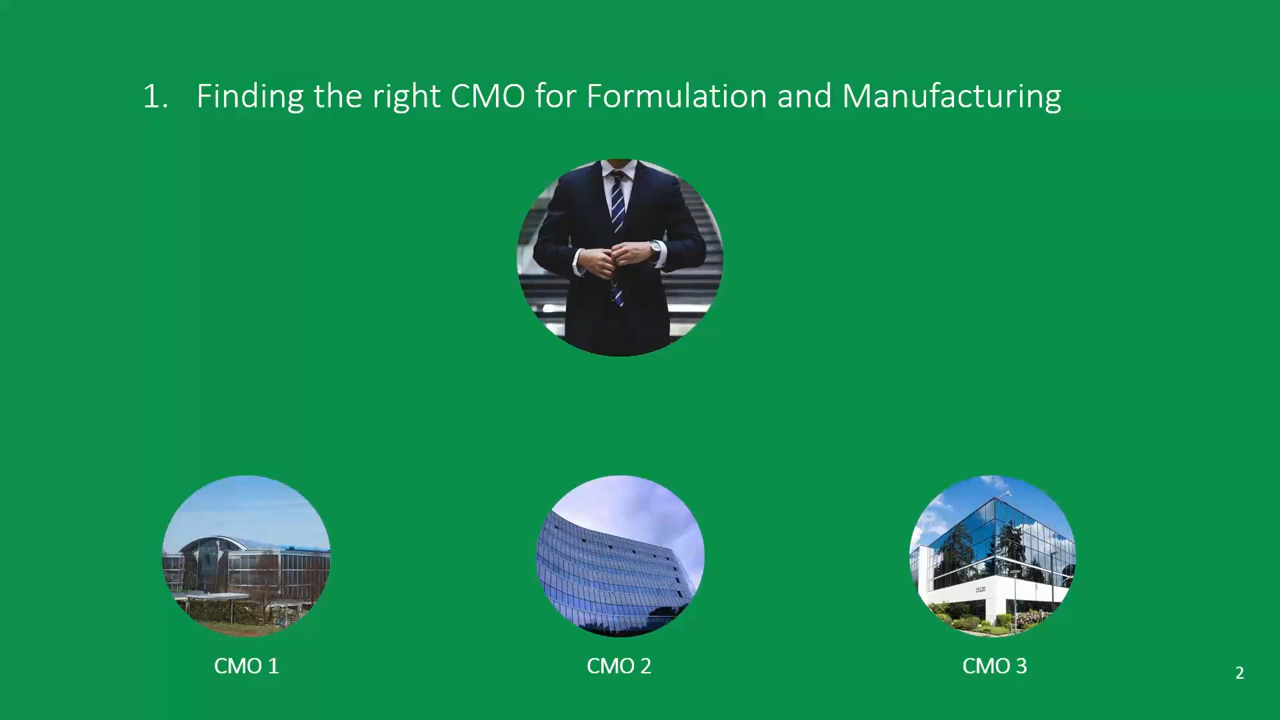 1. Finding the right CMO for Formulation and Manufacturing
CMO 1
CMO 2
CMO 3
2